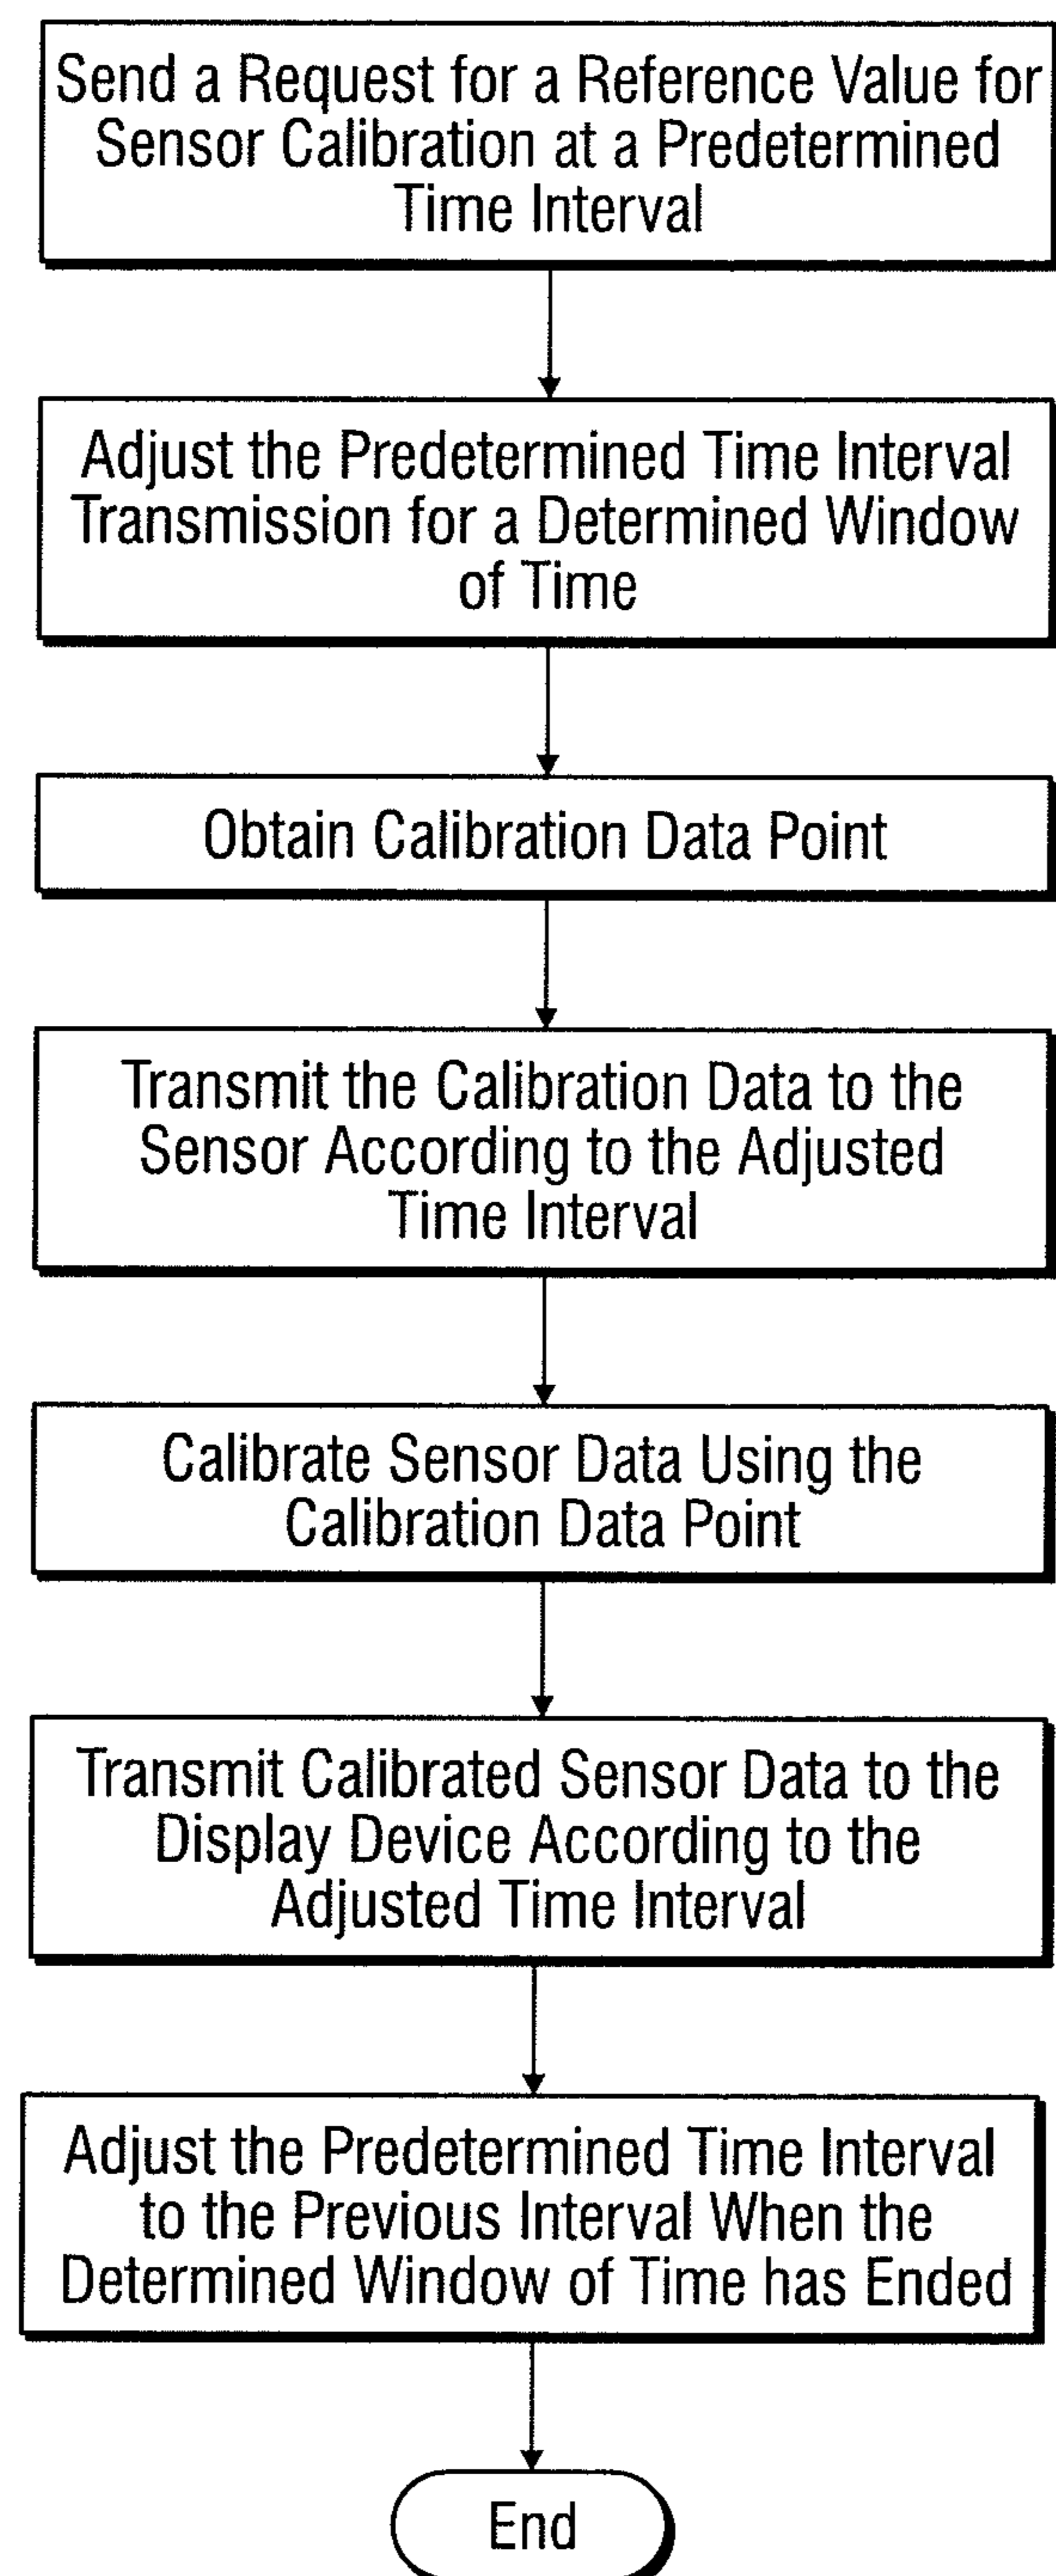 Send a Request for a Reference Value for
Sensor Calibration at a Predetermined
Time Interval
Adjust the Predetermined Time Interval
Transmission for a Determined Window
of Time
Obtain Calibration Data Point
Transmit the Calibration Data to the
Sensor According to the Adjusted
Time Interval
Calibrate Sensor Data Using the
Calibration Data Point
Transmit Calibrated Sensor Data to the
Display Device According to the
Adjusted Time Interval
Adjust the Predetermined Time Interval
to the Previous Interval When the
Determined Window of Time has Ended
End